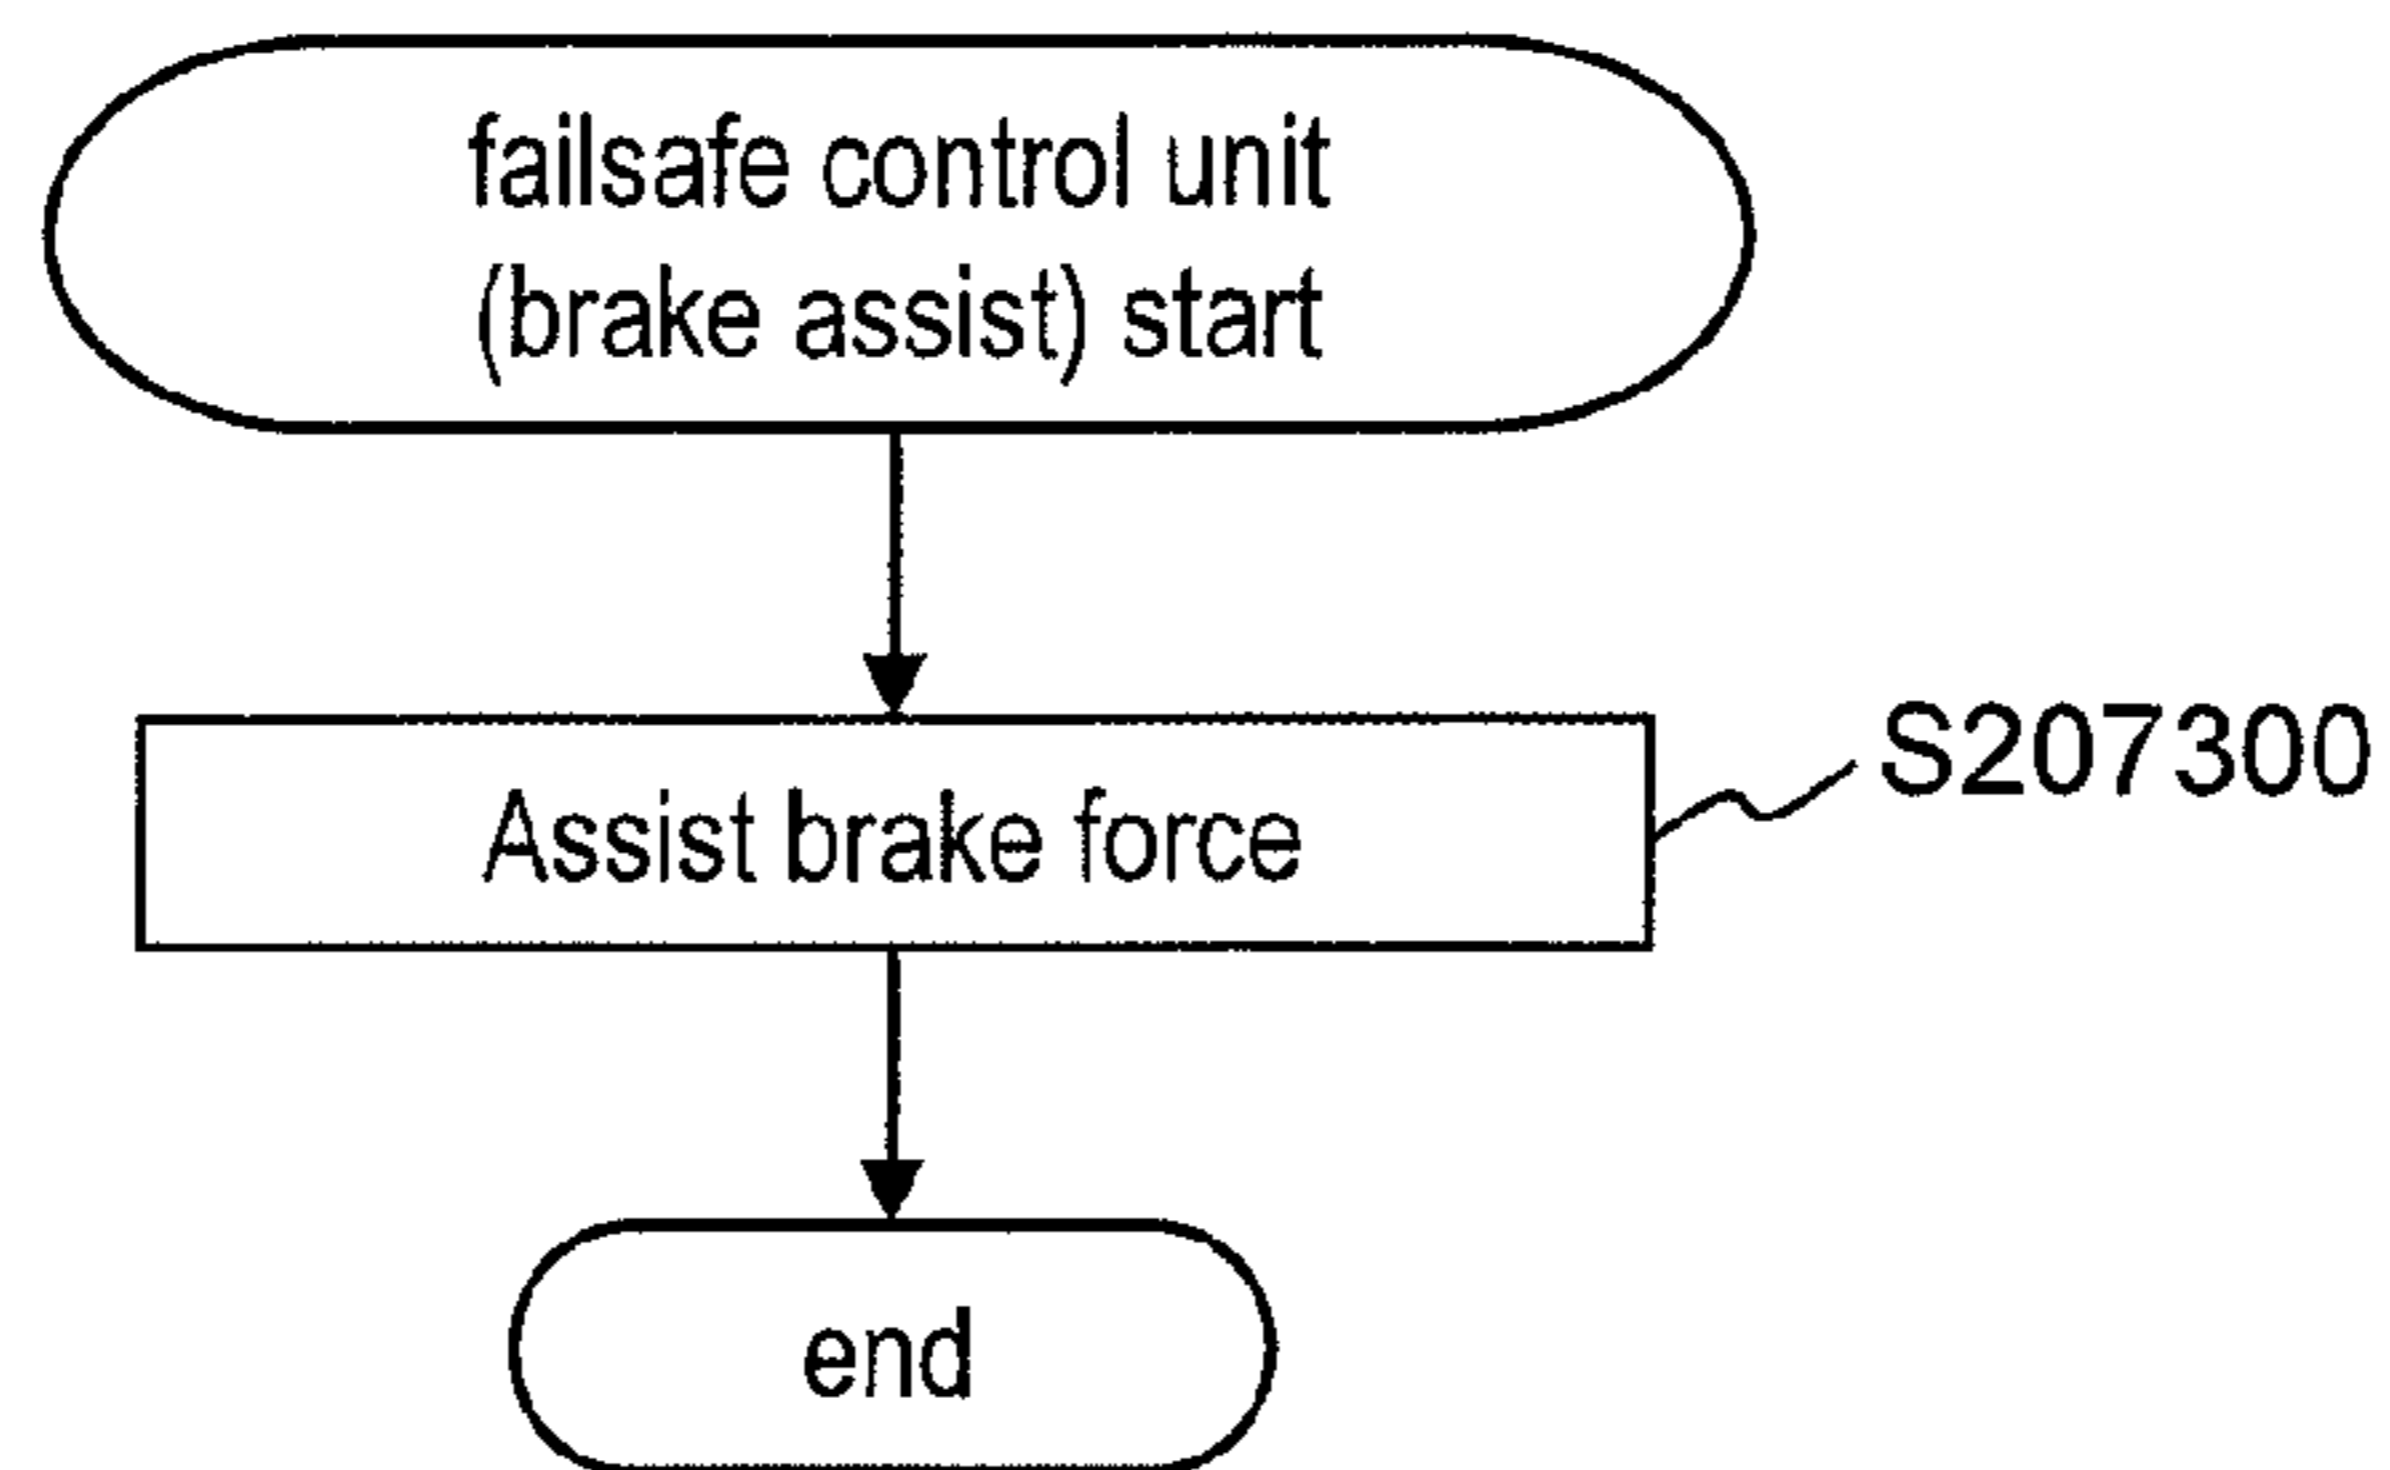 failsafe control unit
(brake assist) start
Assist brake force
S207300
end